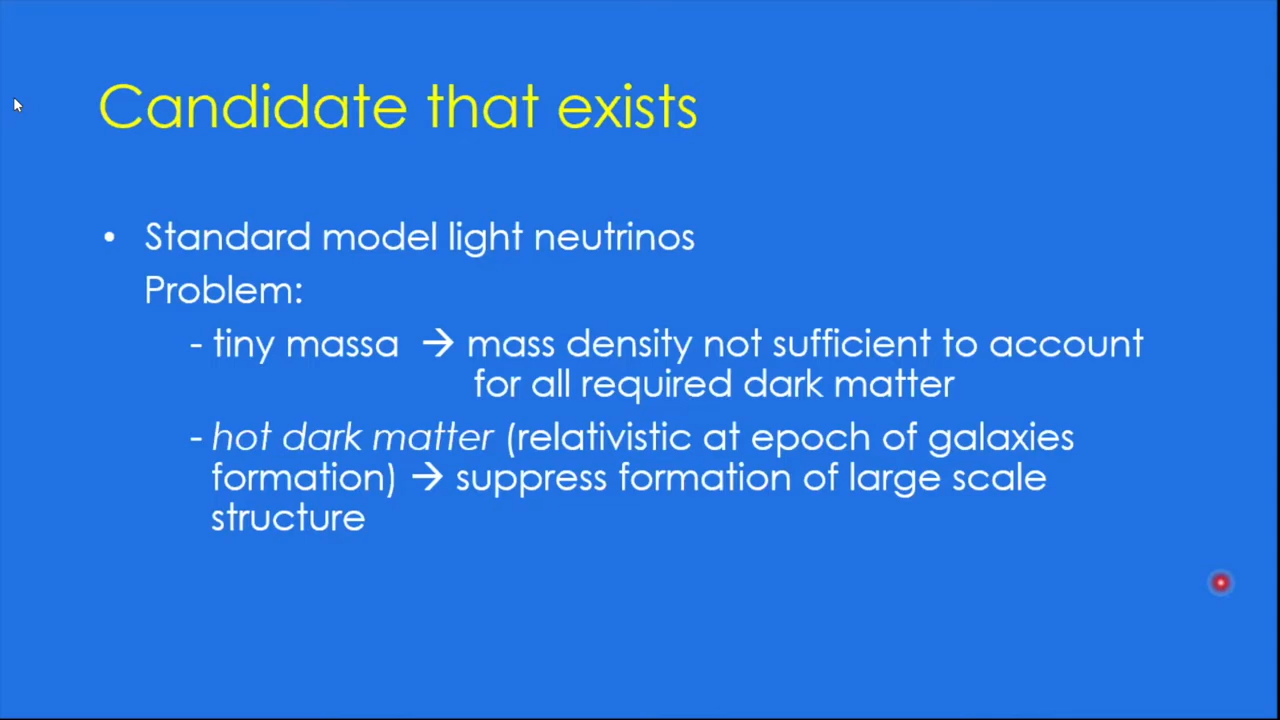 Candidate that exists
• Standard model light neutrinos
Problem:
- tiny massa → mass density not sufficient to account
for all required dark matter
- hot dark matter (relativistic at epoch of galaxies
formation) → suppress formation of large scale
structure